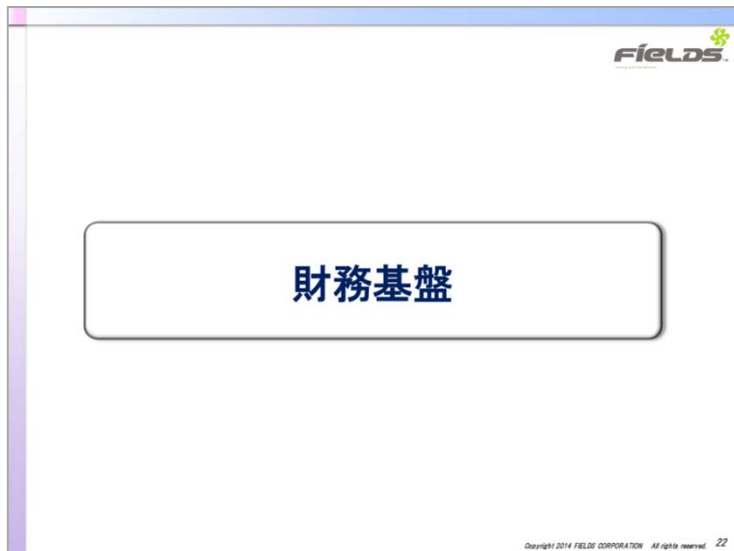 FIELDS
財務基盤
Copyright 2014 FIELDS CORPORATION All rights reserved. 22